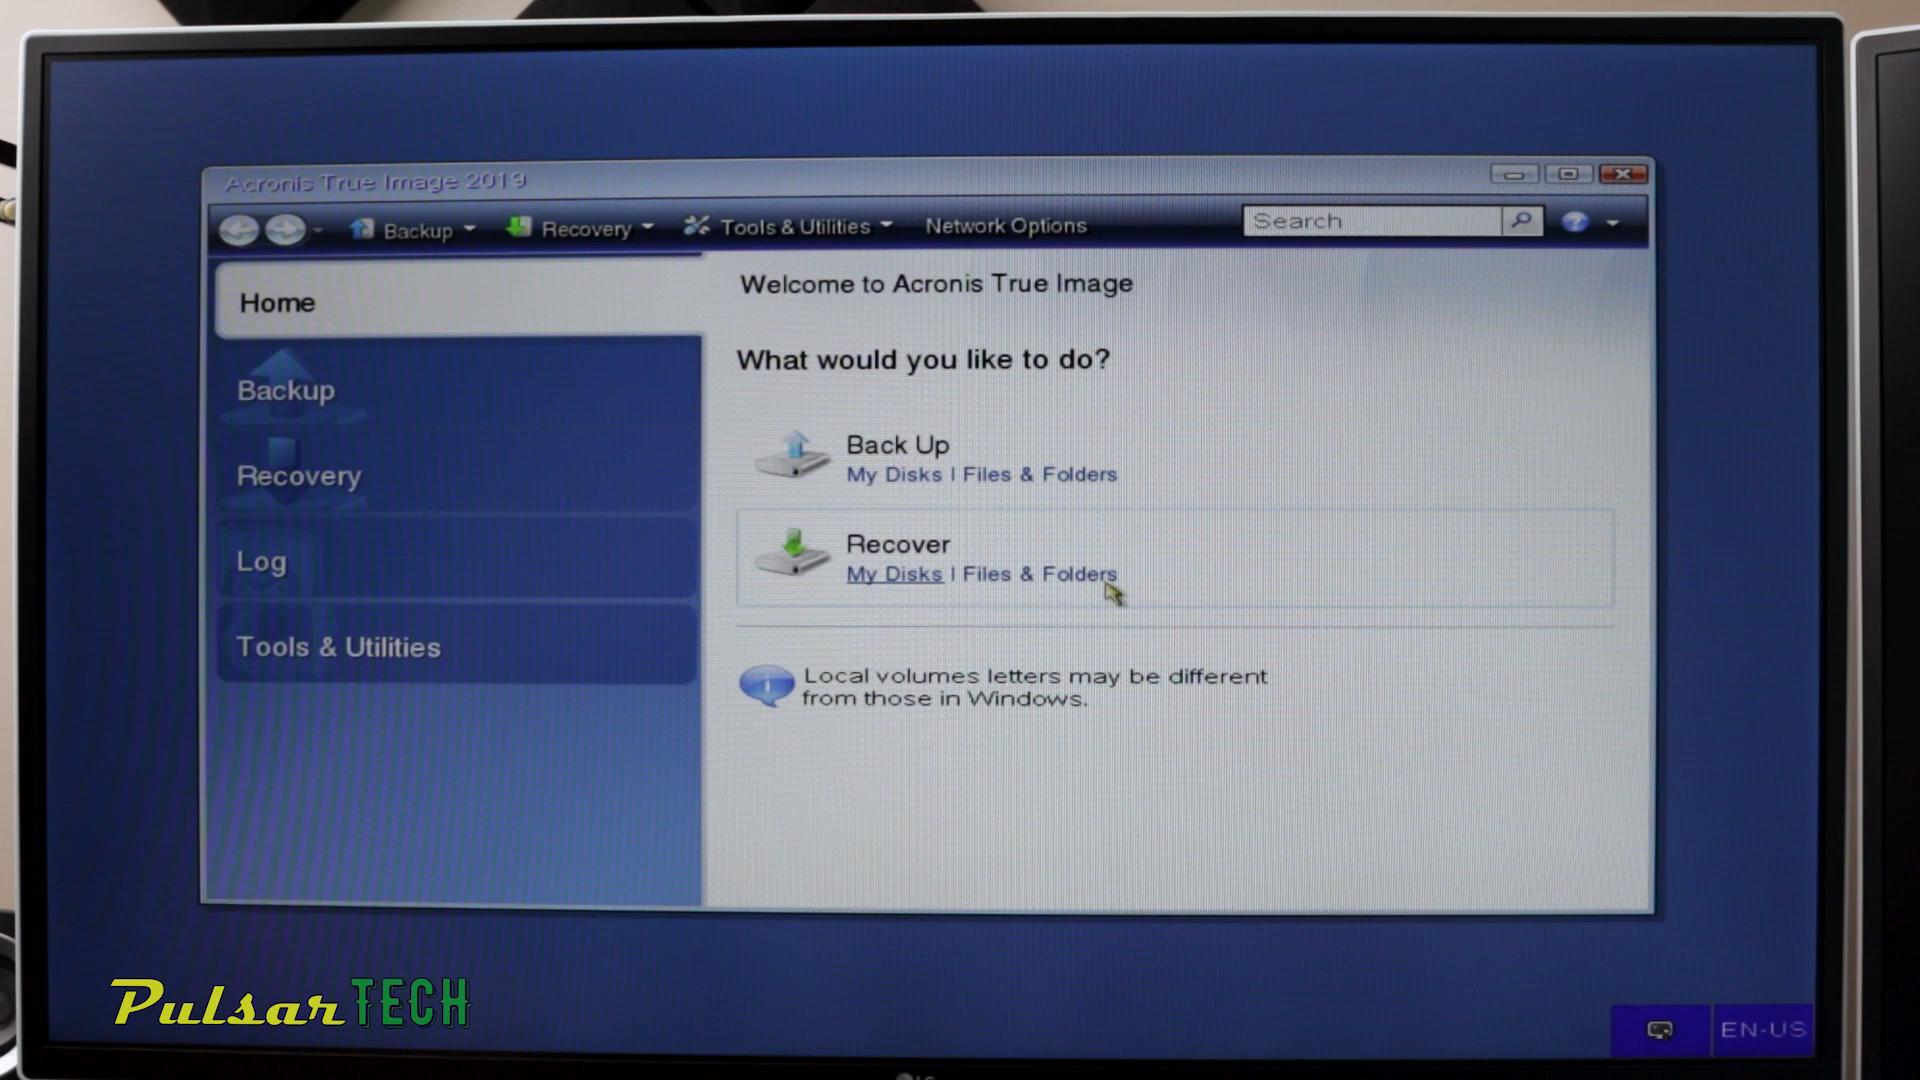 Acronis True Image 2019
Backup Recovery Tools & Utilities Network Options Search
Home
Backup
Recovery
Log
Tools & Utilities
Welcome to Acronis True Image
What would you like to do?
Back Up
My Disks | Files & Folders
Recover
My Disks | Files & Folders
Local volumes letters may be different
from those in Windows.
Pulsar TECH
EN-US